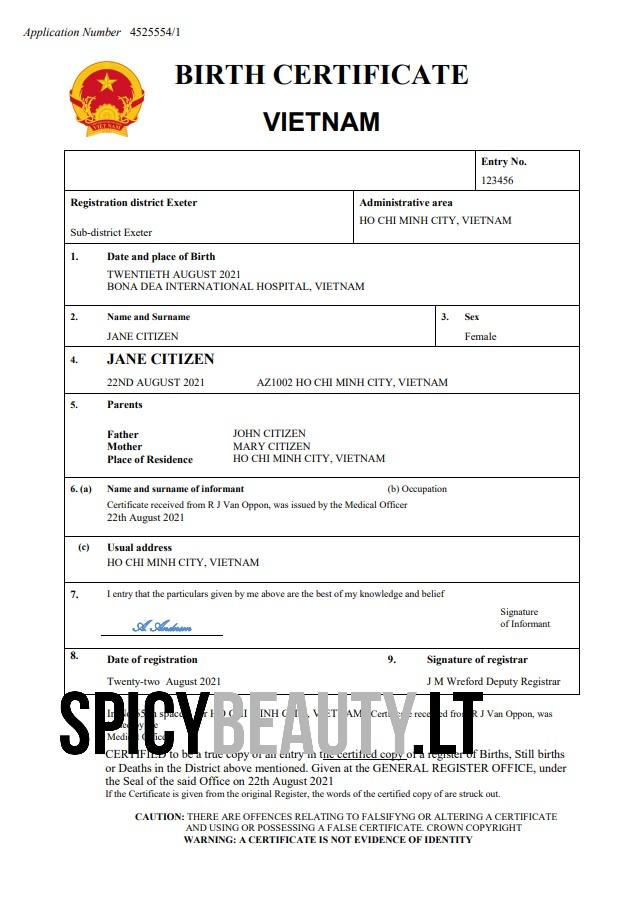 Application Number 4525554/1
BIRTH CERTIFICATE
VIETNAM
VIET NAM
Entry No.
123456
Registration district Exeter
Sub-district Exeter
Administrative area
HO CHI MINH CITY, VIETNAM
1. Date and place of Birth
TWENTIETH AUGUST 2021
BONA DEA INTERNATIONAL HOSPITAL, VIETNAM
2. Name and Surname
JANE CITIZEN
3. Sex
Female
4. JANE CITIZEN
22ND AUGUST 2021 AZ1002 HO CHI MINH CITY, VIETNAM
5. Parents
Father JOHN CITIZEN
Mother MARY CITIZEN
Place of Residence HO CHI MINH CITY, VIETNAM
6. (a) Name and surname of informant (b) Occupation
Certificate received from R J Van Oppon, was issued by the Medical Officer
22th August 2021
(c) Usual address
HO CHI MINH CITY, VIETNAM
7. I entry that the particulars given by me above are the best of my knowledge and belief
A. Anderson
Signature
of Informant
8. Date of registration 9. Signature of registrar
Twenty-two August 2021 J M Wreford Deputy Registrar
SPICYBEAUTY.LT
received from R J Van Oppon, was
CERTIFIED to be a true copy of an entry in the certified copy of a register of Births, Still births
or Deaths in the District above mentioned. Given at the GENERAL REGISTER OFFICE, under
the Seal of the said Office on 22th August 2021
If the Certificate is given from the original Register, the words of the certified copy of are struck out.
CAUTION: THERE ARE OFFENCES RELATING TO FALSIFYNG OR ALTERING A CERTIFICATE
AND USING OR POSSESSING A FALSE CERTIFICATE. CROWN COPYRIGHT
WARNING: A CERTIFICATE IS NOT EVIDENCE OF IDENTITY